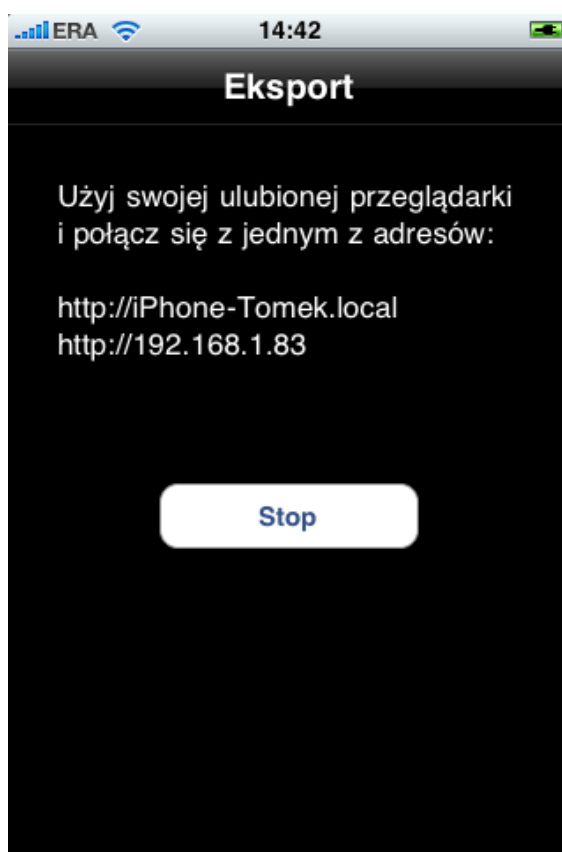 ERA 14:42
Eksport
Użyj swojej ulubionej przeglądarki
i połącz się z jednym z adresów:
http://iPhone-Tomek.local
http://192.168.1.83
Stop